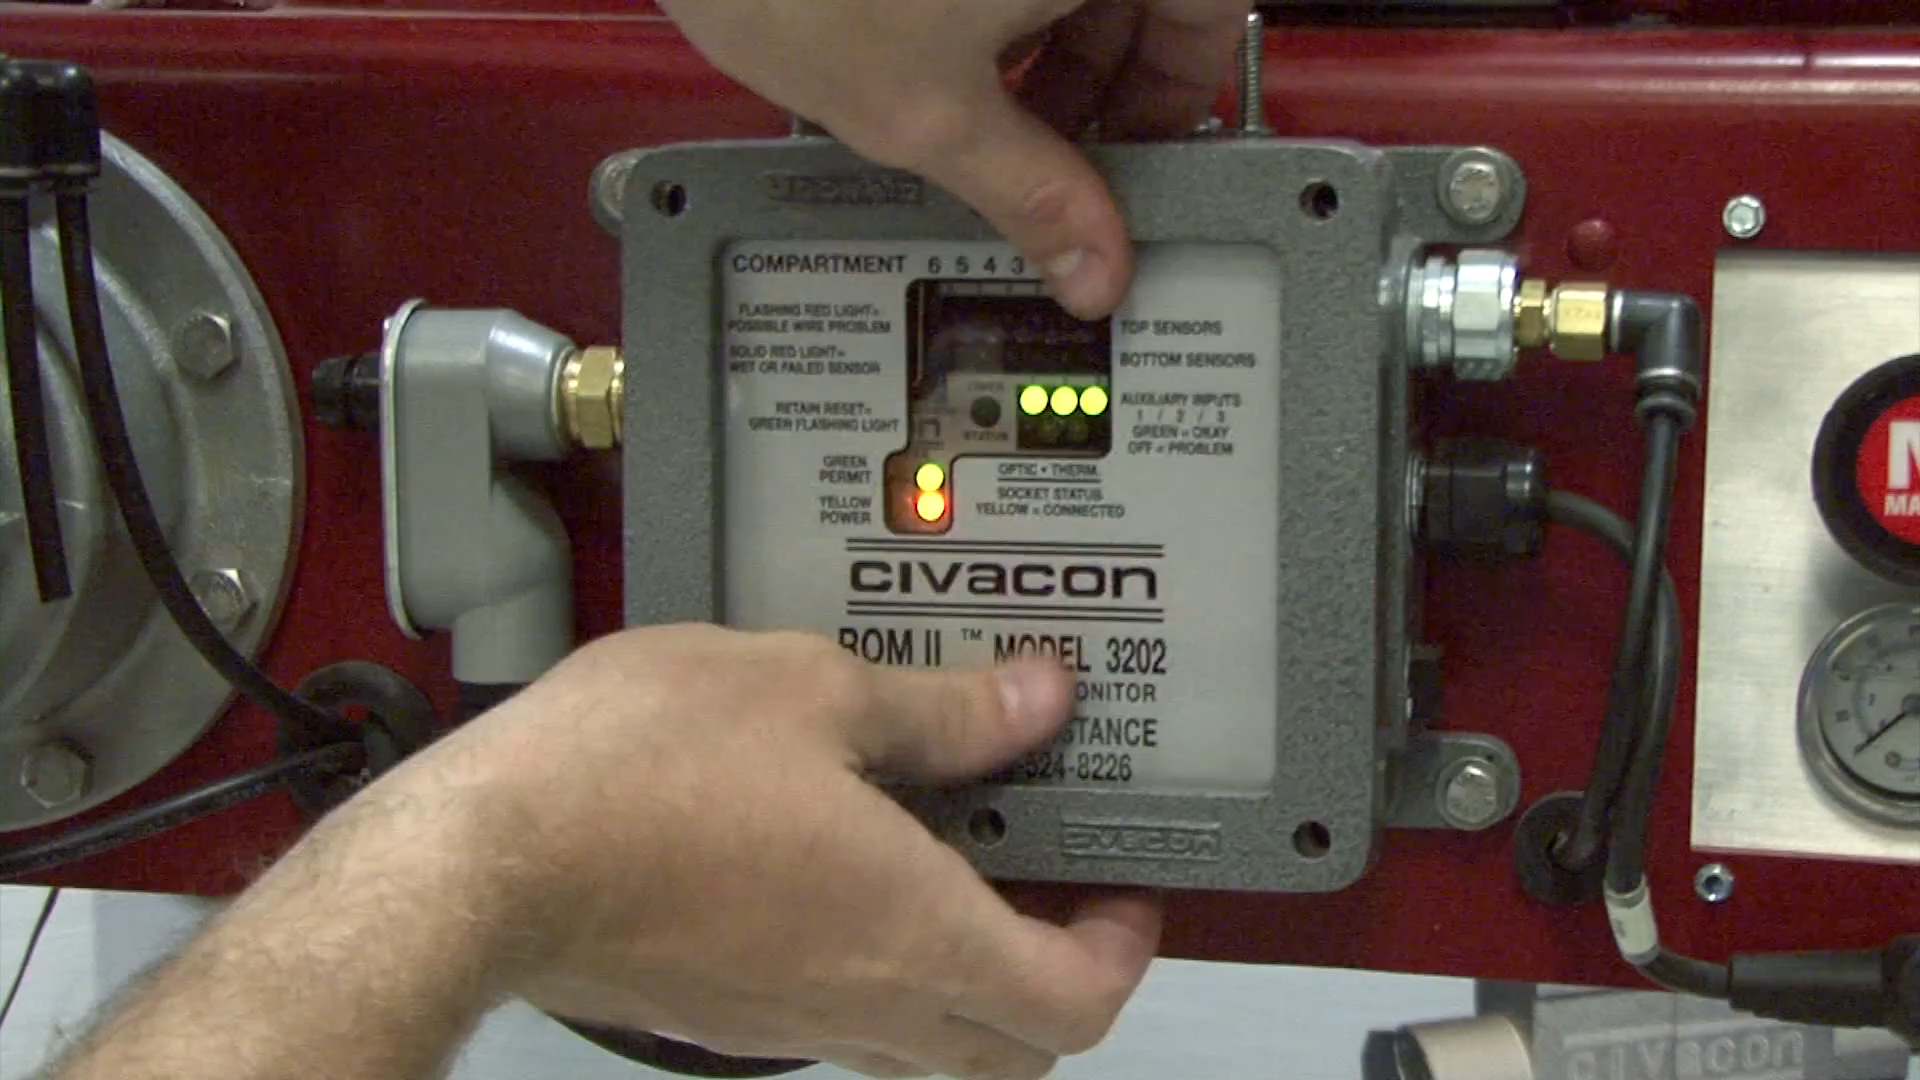 COMPARTMENT 6 5 4 3
FLASHING RED LIGHT=
POSSIBLE WIRE PROBLEM
SOLID RED LIGHT=
WET OR FAILED SENSOR
RETAIN RESET=
GREEN FLASHING LIGHT
TOP SENSORS
BOTTOM SENSORS
AUXILIARY INPUTS
1 / 2 / 3
GREEN = OKAY
OFF = PROBLEM
STATUS
GREEN
PERMIT
YELLOW
POWER
OPTIC • THERM.
SOCKET STATUS
YELLOW = CONNECTED
CIVACON
ROM II ™ MODEL 3202
ONITOR
STANCE
-524-8226
CIVACON
M
MA
CIVACON